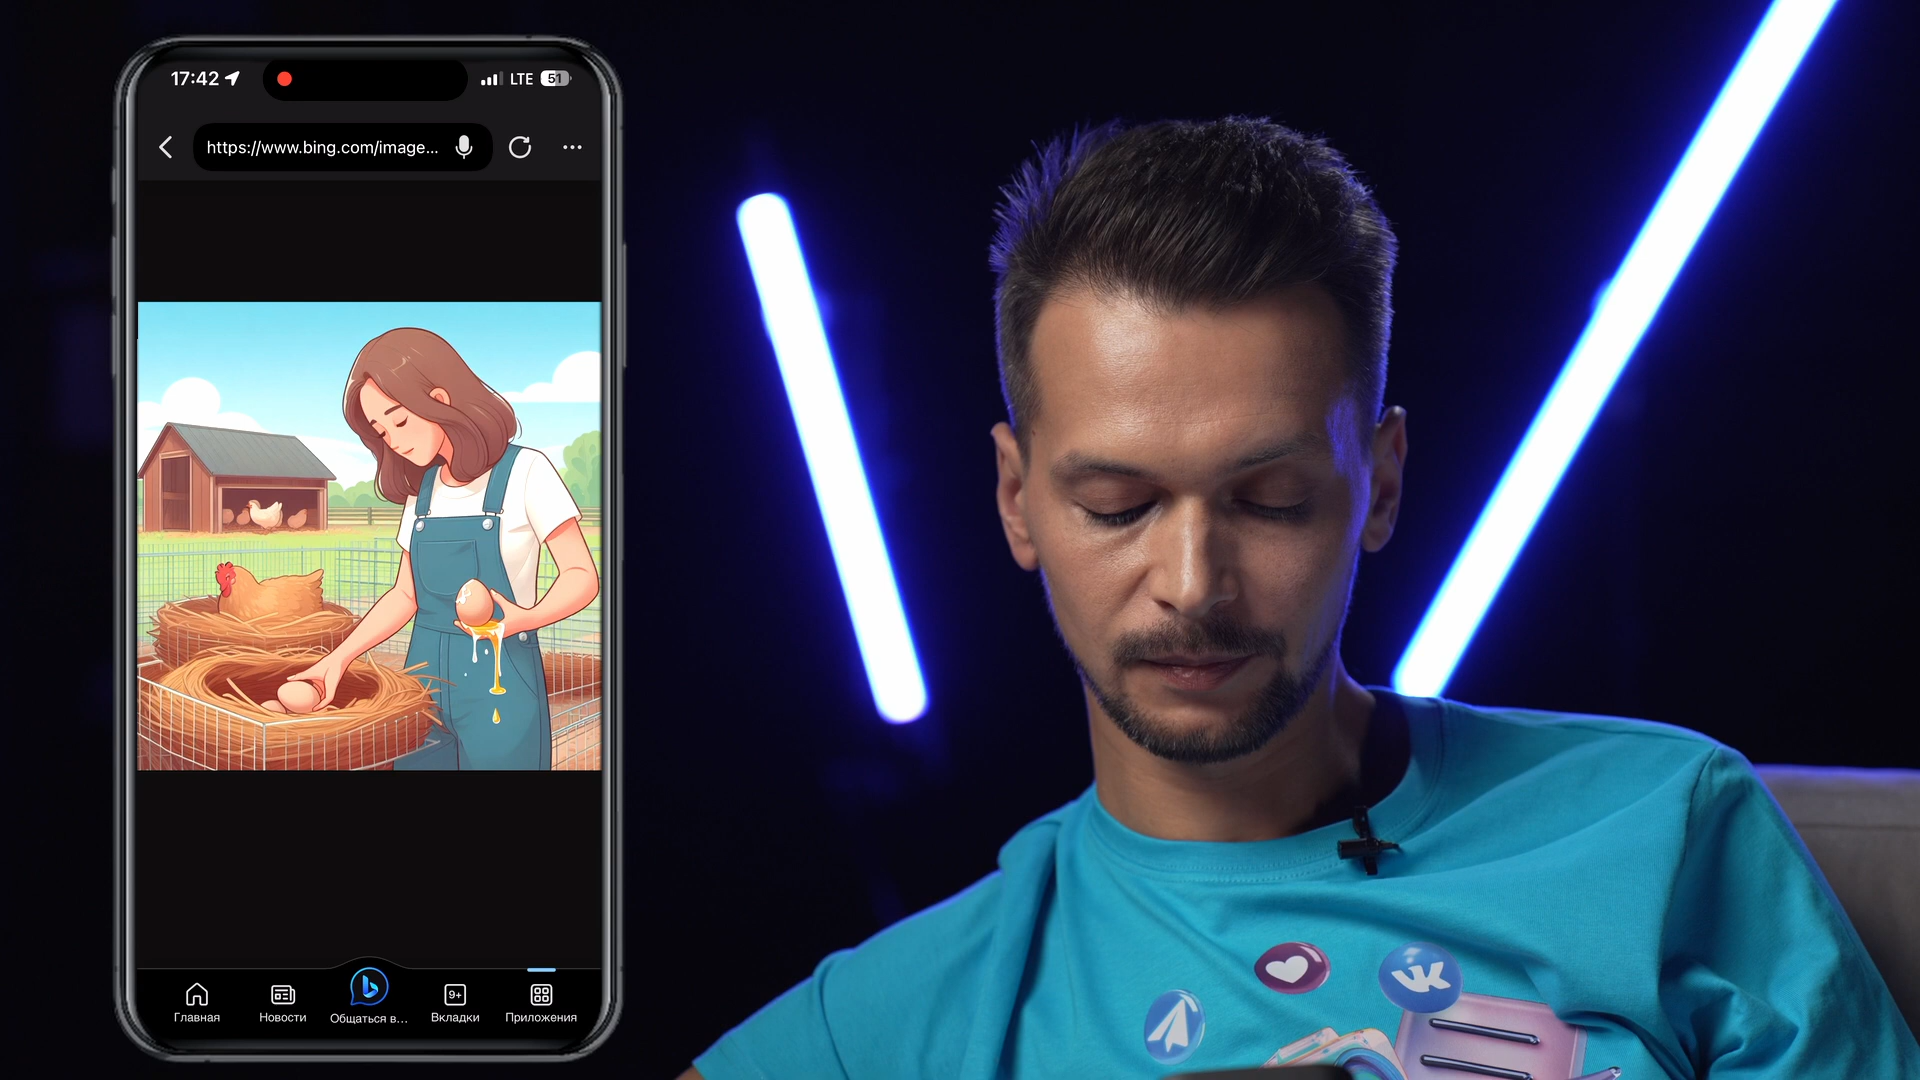 17:42
LTE 51
https://www.bing.com/image...
Главная
Новости
Общаться в...
9+
Вкладки
Приложения